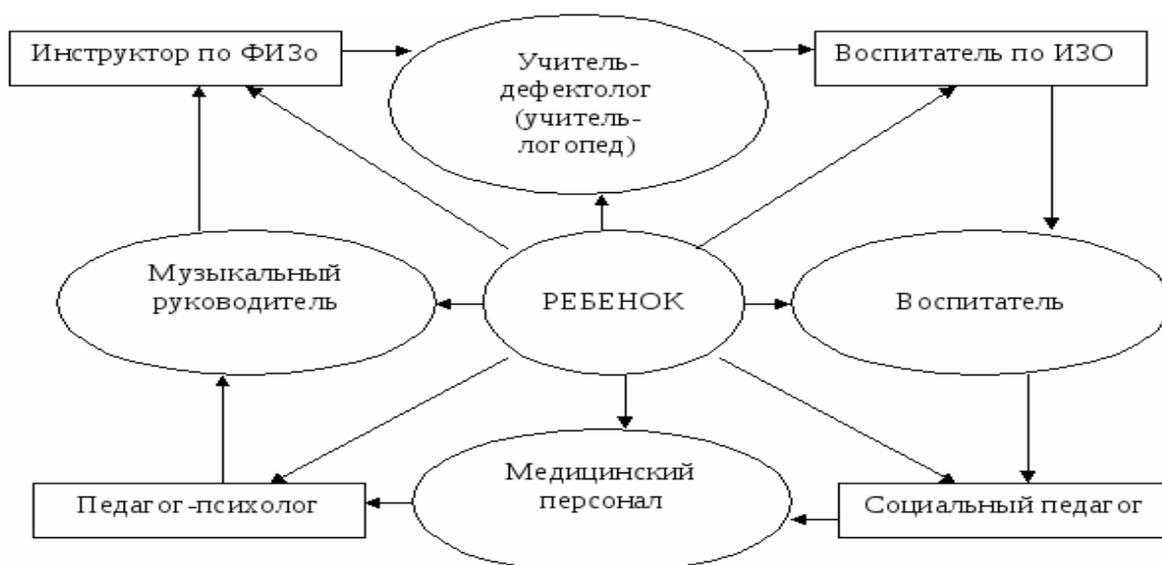 Инструктор по ФИЗо
Учитель-
дефектолог
(учитель-
логопед)
Воспитатель по ИЗО
Музыкальный
руководитель
РЕБЕНОК
Воспитатель
Педагог-психолог
Медицинский
персонал
Социальный педагог